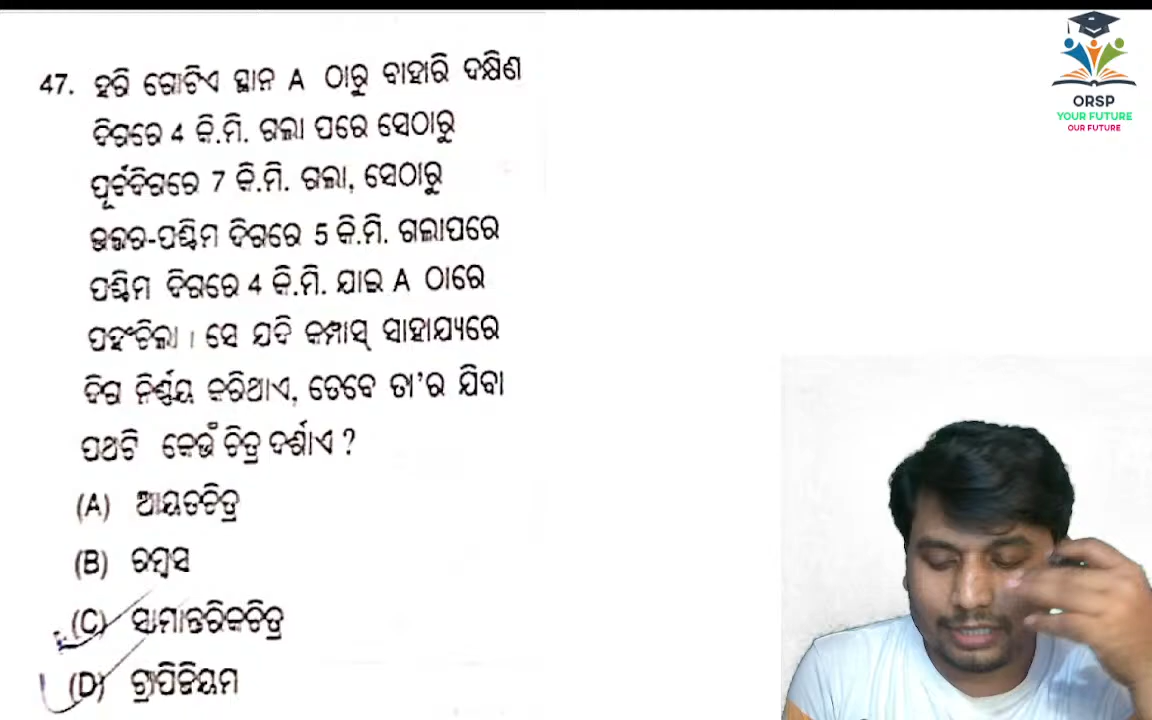 47. ହରି ଗୋଟିଏ ସ୍ଥାନ A ଠାରୁ ବାହାରି ଦକ୍ଷିଣ
ଦିଗରେ 4 କି.ମି. ଗଲା ପରେ ସେଠାରୁ
ପୂର୍ବଦିଗରେ 7 କି.ମି. ଗଲା, ସେଠାରୁ
ଉତ୍ତର-ପଶ୍ଚିମ ଦିଗରେ 5 କି.ମି. ଗଲାପରେ
ପଶ୍ଚିମ ଦିଗରେ 4 କି.ମି. ଯାଇ A ଠାରେ
ପହଂଚିଲା । ସେ ଯଦି କମ୍ପାସ୍ ସାହାଯ୍ୟରେ
ଦିଗ ନିର୍ଣ୍ଣୟ କରିଥାଏ, ତେବେ ତା'ର ଯିବା
ପଥଟି କେଉଁ ଚିତ୍ର ଦର୍ଶାଏ ?
(A) ଆୟତଚିତ୍ର
(B) ରମ୍ବସ
(C) ସାମାନ୍ତରିକଚିତ୍ର
(D) ଟ୍ରାପିଜିୟମ
ORSP
YOUR FUTURE
OUR FUTURE